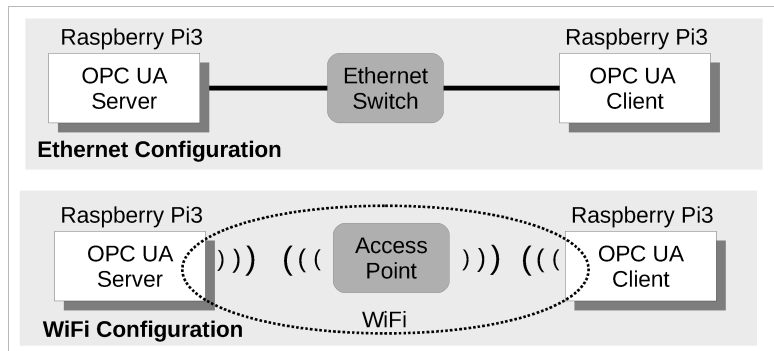 Raspberry Pi3
Raspberry Pi3
OPC UA
Server
Ethernet
Switch
OPC UA
Client
Ethernet Configuration
Raspberry Pi3
Raspberry Pi3
OPC UA
Server
Access
Point
OPC UA
Client
WiFi
WiFi Configuration